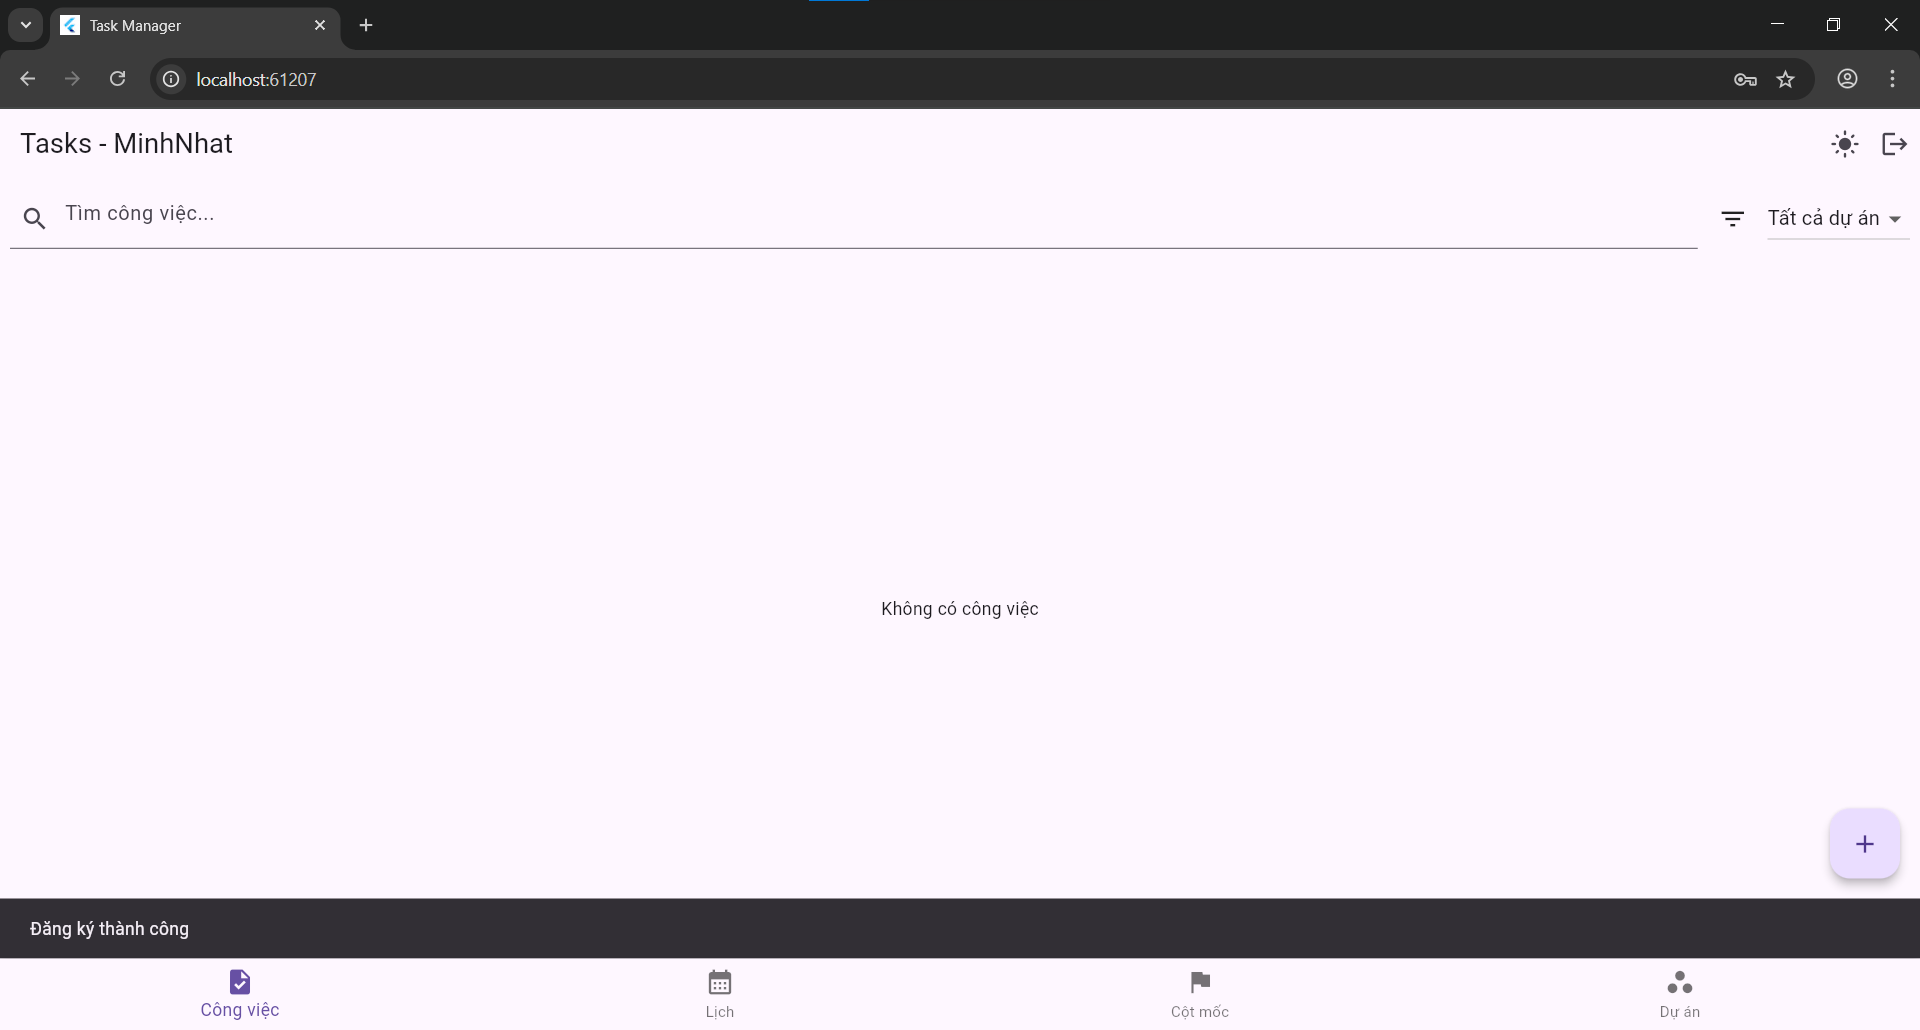 Task Manager
localhost:61207
Tasks - MinhNhat
Tìm công việc...
Tất cả dự án
Không có công việc
Đăng ký thành công
Công việc
Lịch
Cột mốc
Dự án